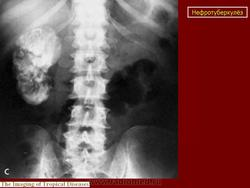 Нефротуберкулёз
C
The Imaging of Tropical Diseases